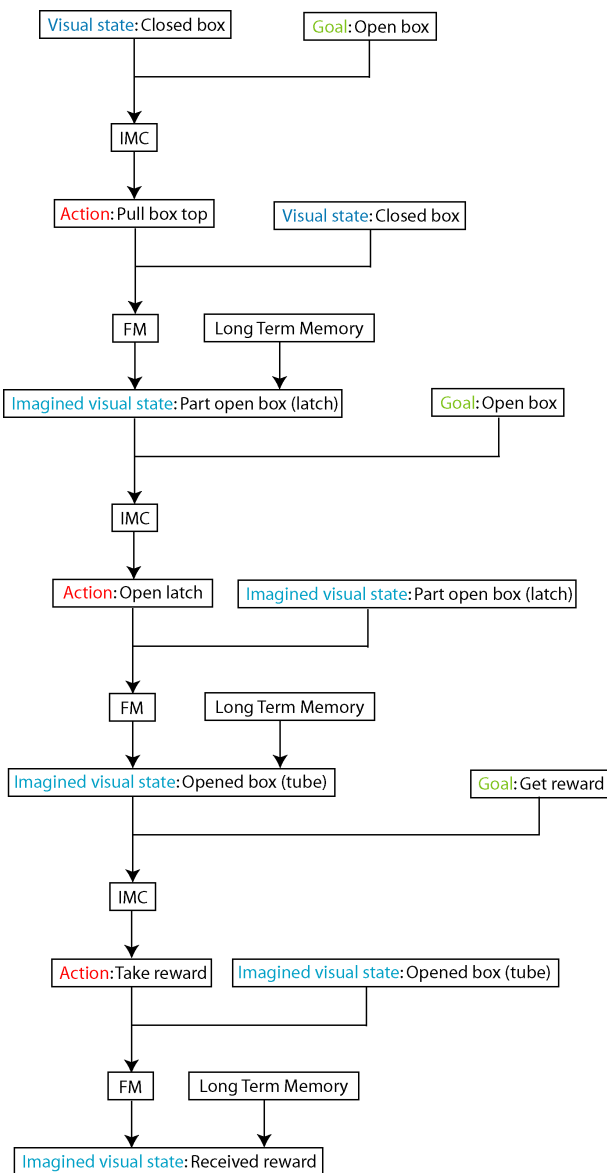 Visual state: Closed box
Goal: Open box
IMC
Action: Pull box top
Visual state: Closed box
FM
Long Term Memory
Imagined visual state: Part open box (latch)
Goal: Open box
IMC
Action: Open latch
Imagined visual state: Part open box (latch)
FM
Long Term Memory
Imagined visual state: Opened box (tube)
Goal: Get reward
IMC
Action: Take reward
Imagined visual state: Opened box (tube)
FM
Long Term Memory
Imagined visual state: Received reward